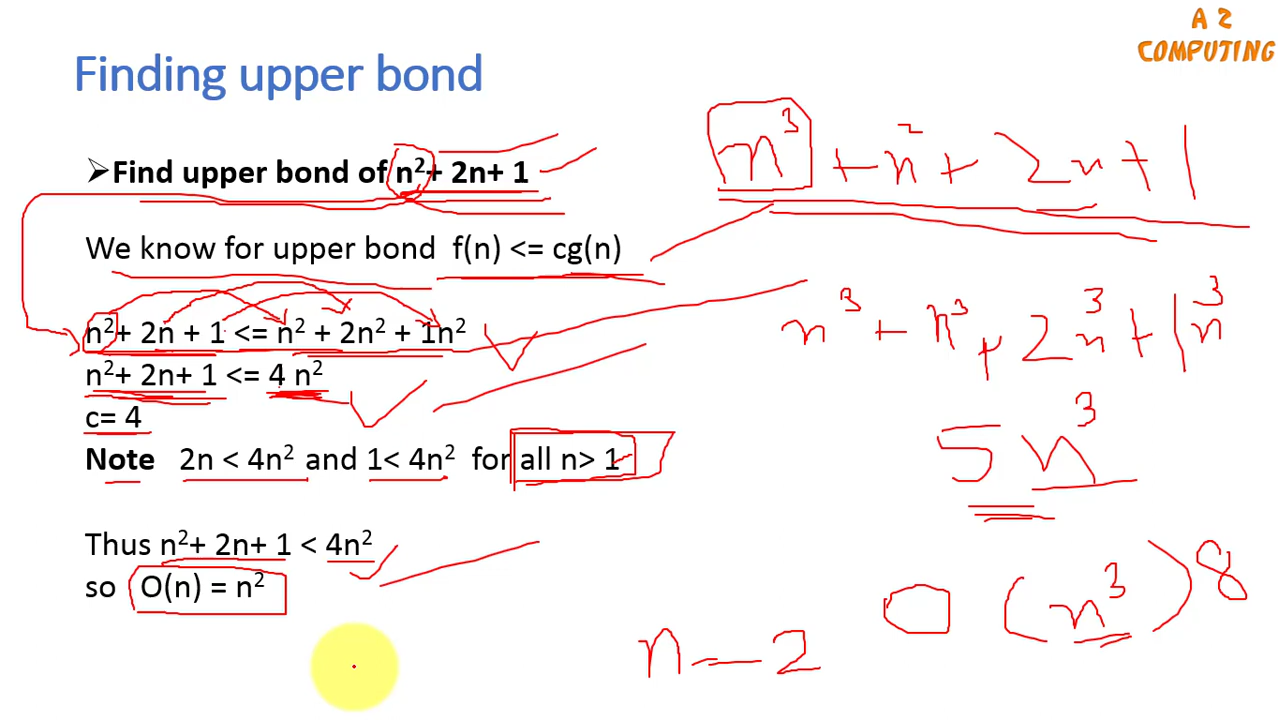 A 2
COMPUTING
Finding upper bond
➢Find upper bond of n²+ 2n+ 1
We know for upper bond f(n) <= cg(n)
n²+ 2n + 1 <= n² + 2n² + 1n²
n²+ 2n+ 1 <= 4 n²
c= 4
Note 2n < 4n² and 1< 4n² for all n> 1
Thus n²+ 2n+ 1 < 4n²
so O(n) = n²
n³ + n² + 2n + 1
n³ + n³ + 2n³ + 1n³
5n³
O(n³) 8
n = 2